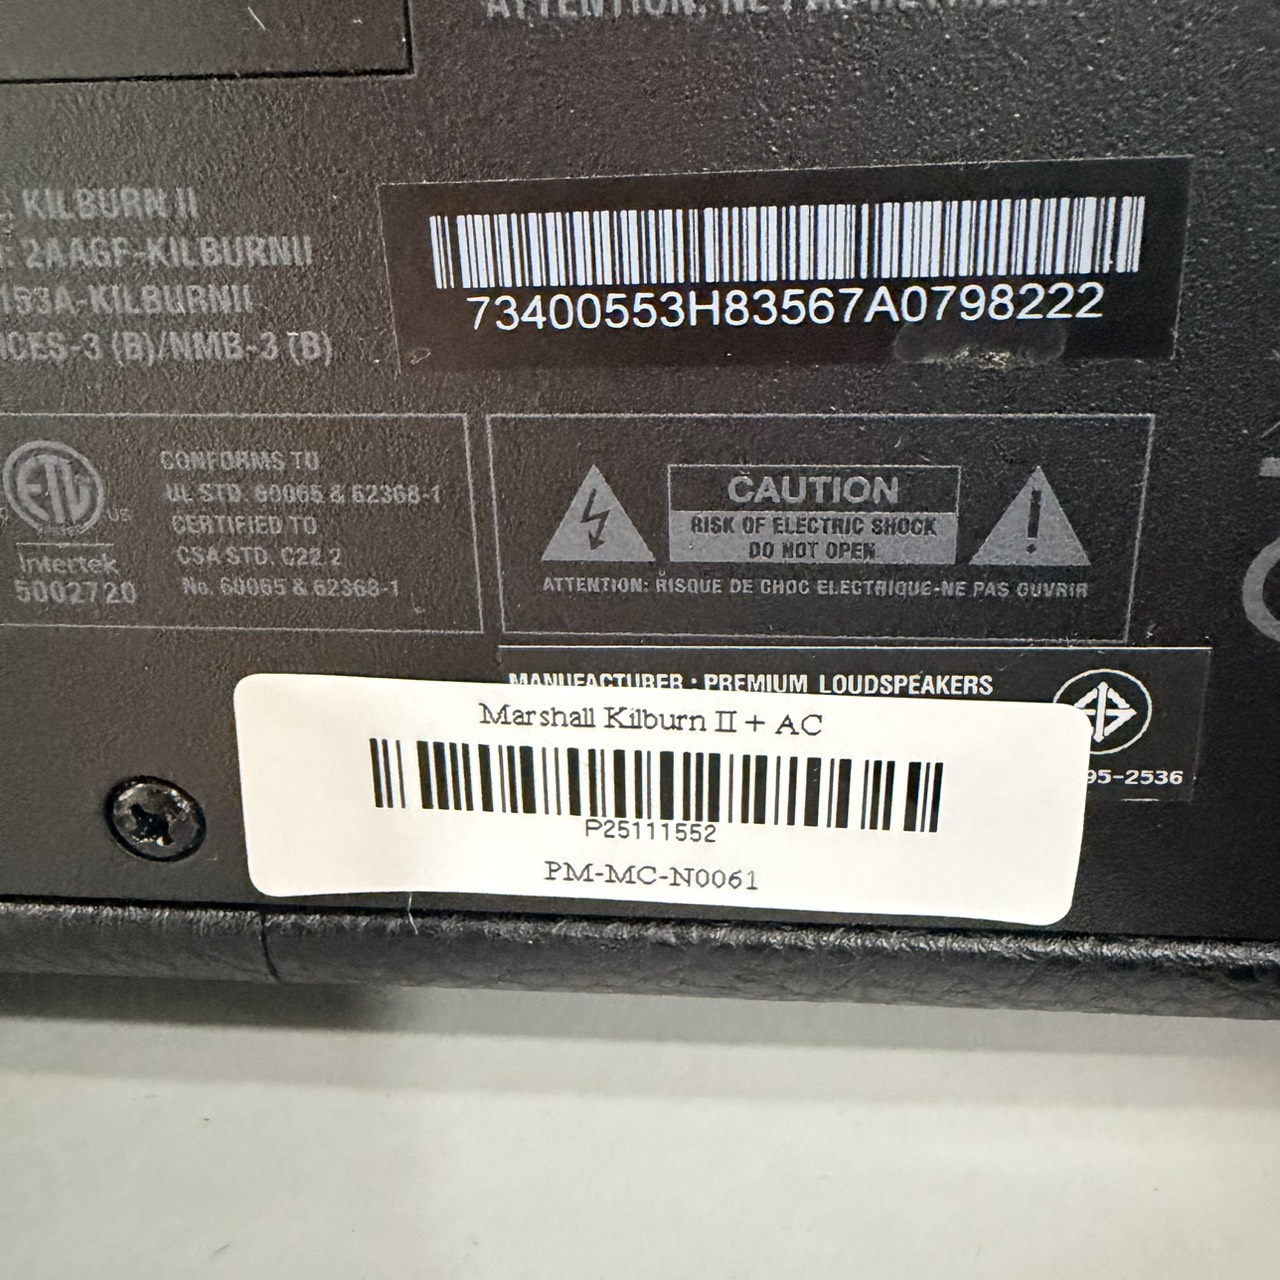 KILBURN II
2AAGF-KILBURNII
153A-KILBURNII
ICES-3 (B)/NMB-3 (B)
73400553H83567A0798222
ETL
US
Intertek
5002720
CONFORMS TO
UL STD. 60065 & 62368-1
CERTIFIED TO
CSA STD. C22.2
No. 60065 & 62368-1
CAUTION
RISK OF ELECTRIC SHOCK
DO NOT OPEN
ATTENTION: RISQUE DE CHOC ELECTRIQUE-NE PAS OUVRIR
MANUFACTURER : PREMIUM LOUDSPEAKERS
95-2536
Marshall Kilburn II + AC
P25111552
PM-MC-N0061